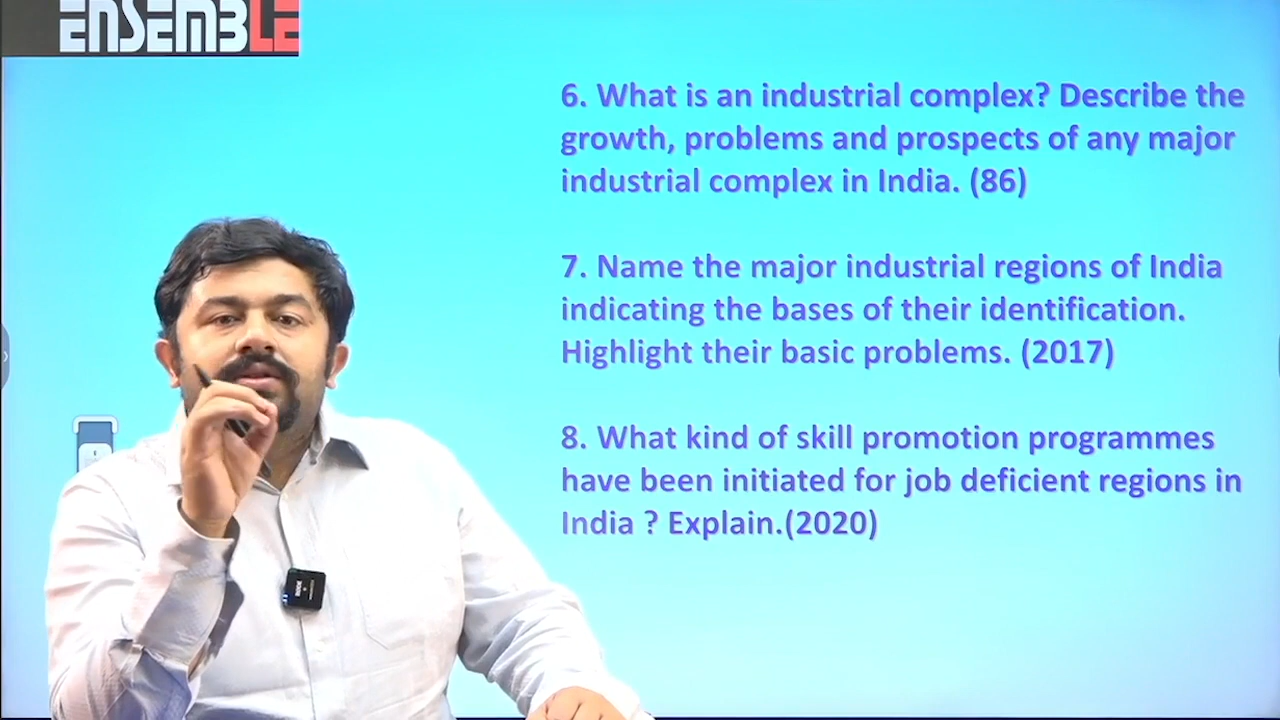 ENSEMBLE
6. What is an industrial complex? Describe the
growth, problems and prospects of any major
industrial complex in India. (86)
7. Name the major industrial regions of India
indicating the bases of their identification.
Highlight their basic problems. (2017)
8. What kind of skill promotion programmes
have been initiated for job deficient regions in
India ? Explain.(2020)